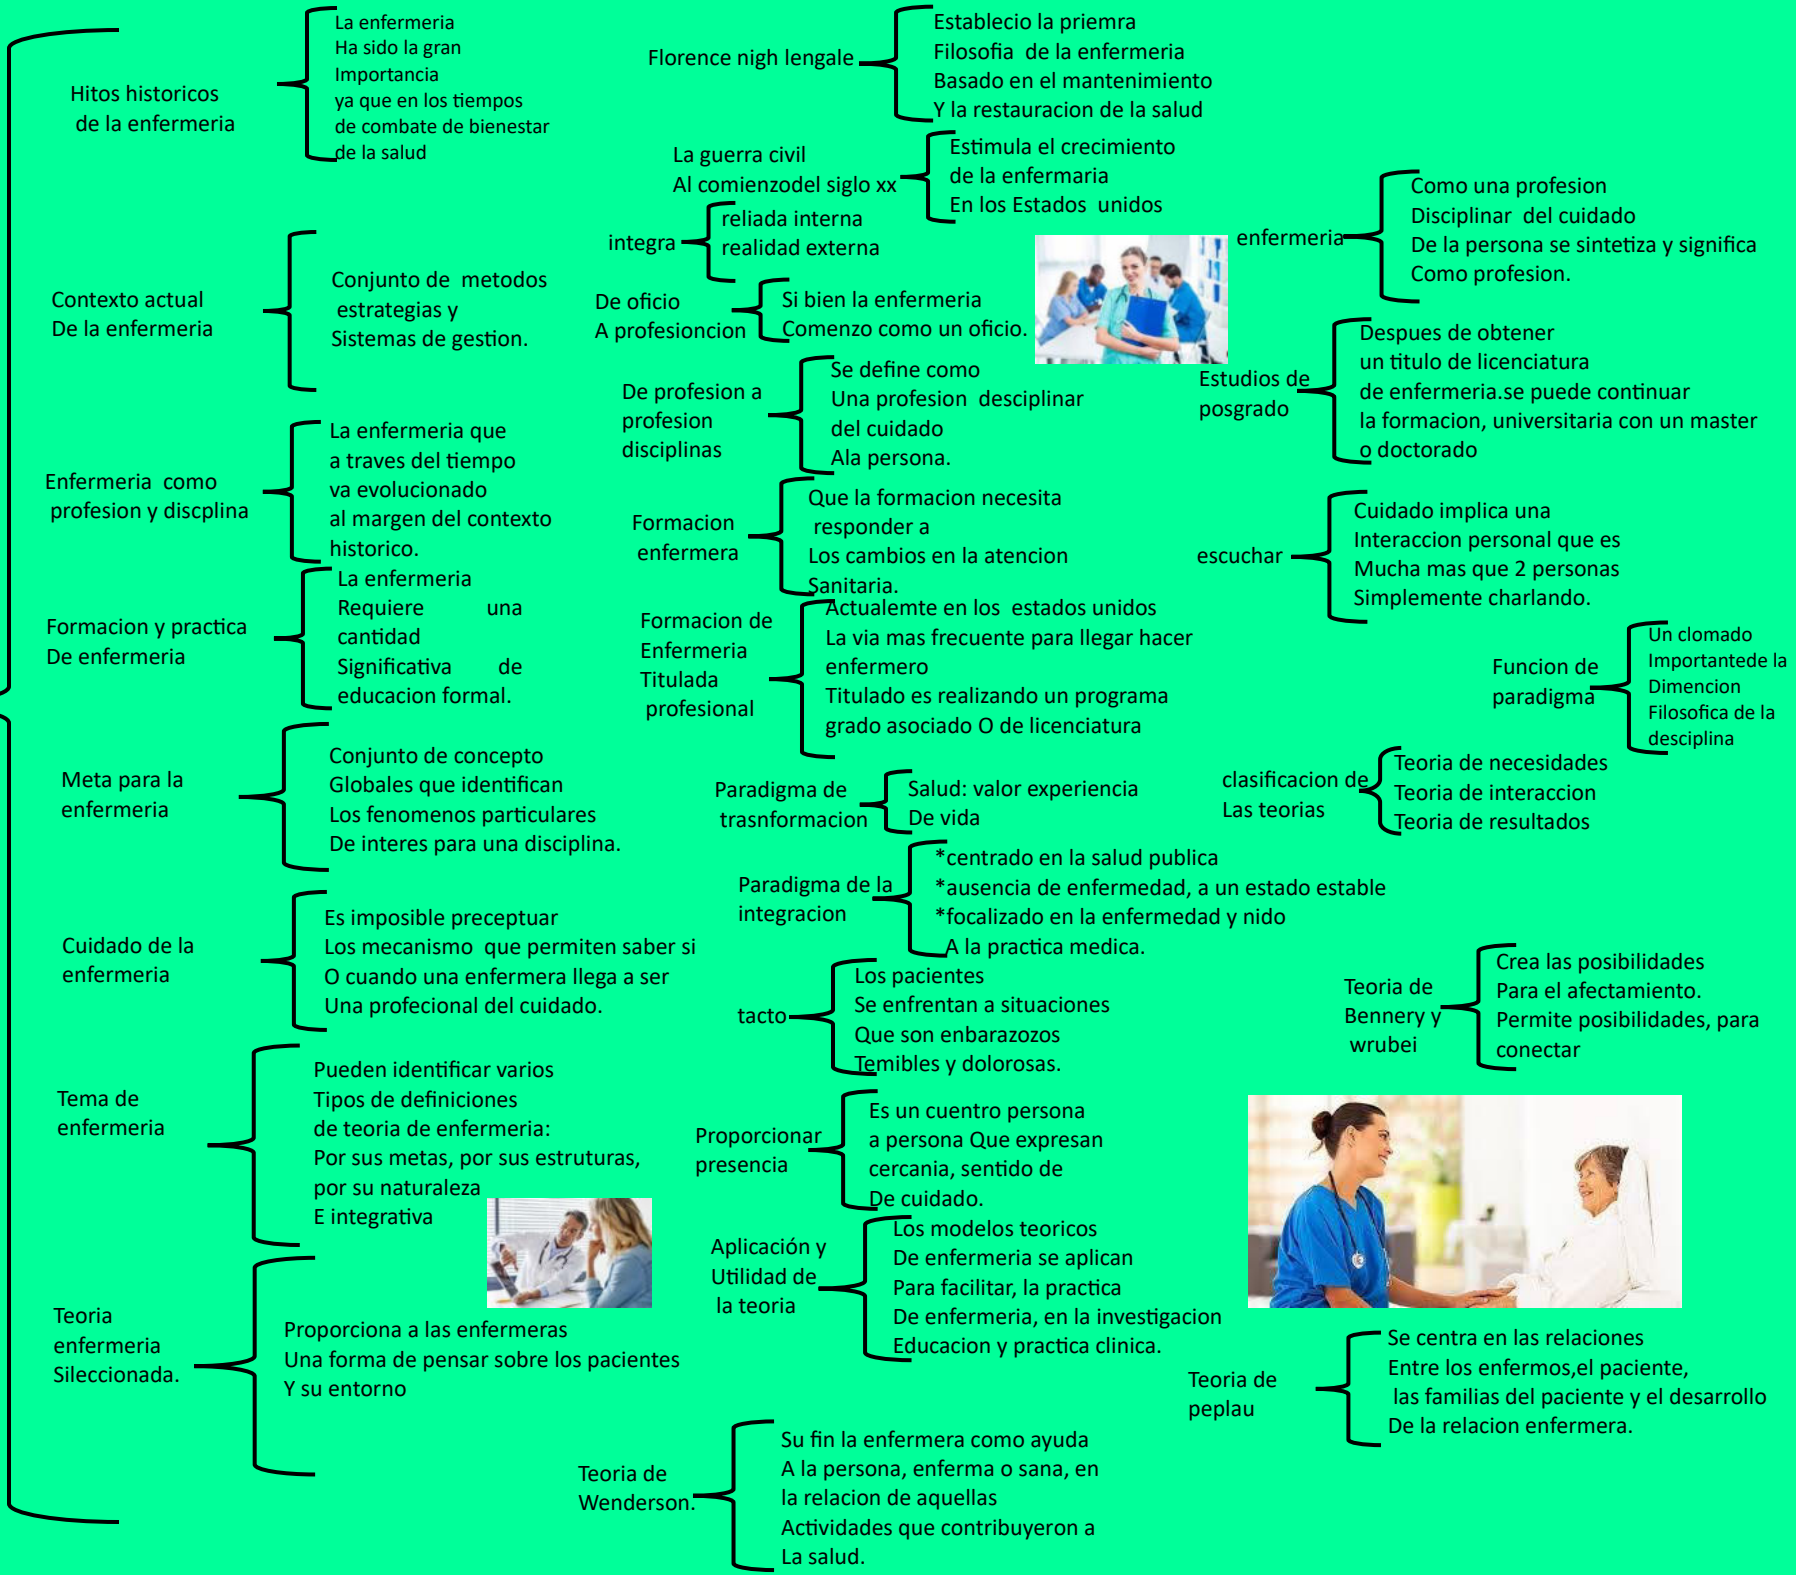 Hitos historicos
de la enfermeria
La enfermeria
Ha sido la gran
Importancia
ya que en los tiempos
de combate de bienestar
de la salud
Contexto actual
De la enfermeria
Conjunto de metodos
estrategias y
Sistemas de gestion.
Enfermeria como
profesion y discplina
La enfermeria que
a traves del tiempo
va evolucionado
al margen del contexto
historico.
Formacion y practica
De enfermeria
La enfermeria
Requiere una
cantidad
Significativa de
educacion formal.
Meta para la
enfermeria
Conjunto de concepto
Globales que identifican
Los fenomenos particulares
De interes para una disciplina.
Cuidado de la
enfermeria
Es imposible preceptuar
Los mecanismo que permiten saber si
O cuando una enfermera llega a ser
Una profecional del cuidado.
Tema de
enfermeria
Pueden identificar varios
Tipos de definiciones
de teoria de enfermeria:
Por sus metas, por sus estruturas,
por su naturaleza
E integrativa
Teoria
enfermeria
Sileccionada.
Proporciona a las enfermeras
Una forma de pensar sobre los pacientes
Y su entorno
Florence nigh lengale
Establecio la priemra
Filosofia de la enfermeria
Basado en el mantenimiento
Y la restauracion de la salud
La guerra civil
Al comienzodel siglo xx
Estimula el crecimiento
de la enfermaria
En los Estados unidos
integra
reliada interna
realidad externa
De oficio
A profesioncion
Si bien la enfermeria
Comenzo como un oficio.
De profesion a
profesion
disciplinas
Se define como
Una profesion desciplinar
del cuidado
Ala persona.
Formacion
enfermera
Que la formacion necesita
responder a
Los cambios en la atencion
Sanitaria.
Formacion de
Enfermeria
Titulada
profesional
Actualemte en los estados unidos
La via mas frecuente para llegar hacer
enfermero
Titulado es realizando un programa
grado asociado O de licenciatura
Paradigma de
trasnformacion
Salud: valor experiencia
De vida
Paradigma de la
integracion
*centrado en la salud publica
*ausencia de enfermedad, a un estado estable
*focalizado en la enfermedad y nido
A la practica medica.
tacto
Los pacientes
Se enfrentan a situaciones
Que son enbarazozos
Temibles y dolorosas.
Proporcionar
presencia
Es un cuentro persona
a persona Que expresan
cercania, sentido de
De cuidado.
Aplicación y
Utilidad de
la teoria
Los modelos teoricos
De enfermeria se aplican
Para facilitar, la practica
De enfermeria, en la investigacion
Educacion y practica clinica.
Teoria de
Wenderson.
Su fin la enfermera como ayuda
A la persona, enferma o sana, en
la relacion de aquellas
Actividades que contribuyeron a
La salud.
enfermeria
Como una profesion
Disciplinar del cuidado
De la persona se sintetiza y significa
Como profesion.
Estudios de
posgrado
Despues de obtener
un titulo de licenciatura
de enfermeria.se puede continuar
la formacion, universitaria con un master
o doctorado
escuchar
Cuidado implica una
Interaccion personal que es
Mucha mas que 2 personas
Simplemente charlando.
Funcion de
paradigma
Un clomado
Importantede la
Dimencion
Filosofica de la
desciplina
clasificacion de
Las teorias
Teoria de necesidades
Teoria de interaccion
Teoria de resultados
Teoria de
Bennery y
wrubei
Crea las posibilidades
Para el afectamiento.
Permite posibilidades, para
conectar
Teoria de
peplau
Se centra en las relaciones
Entre los enfermos,el paciente,
las familias del paciente y el desarrollo
De la relacion enfermera.